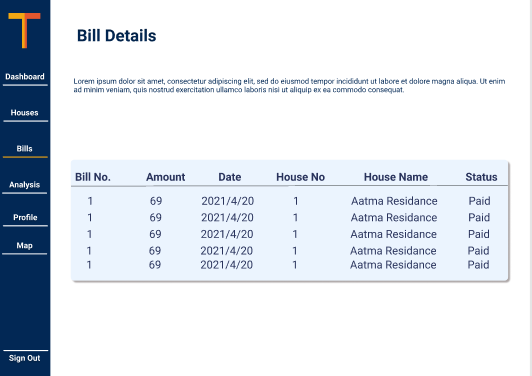 Bill Details
Dashboard
Houses
Bills
Analysis
Profile
Map
Sign Out
Lorem ipsum dolor sit amet, consectetur adipiscing elit, sed do eiusmod tempor incididunt ut labore et dolore magna aliqua. Ut enim
ad minim veniam, quis nostrud exercitation ullamco laboris nisi ut aliquip ex ea commodo consequat.
Bill No. Amount Date House No House Name Status
1 69 2021/4/20 1 Aatma Residance Paid
1 69 2021/4/20 1 Aatma Residance Paid
1 69 2021/4/20 1 Aatma Residance Paid
1 69 2021/4/20 1 Aatma Residance Paid
1 69 2021/4/20 1 Aatma Residance Paid